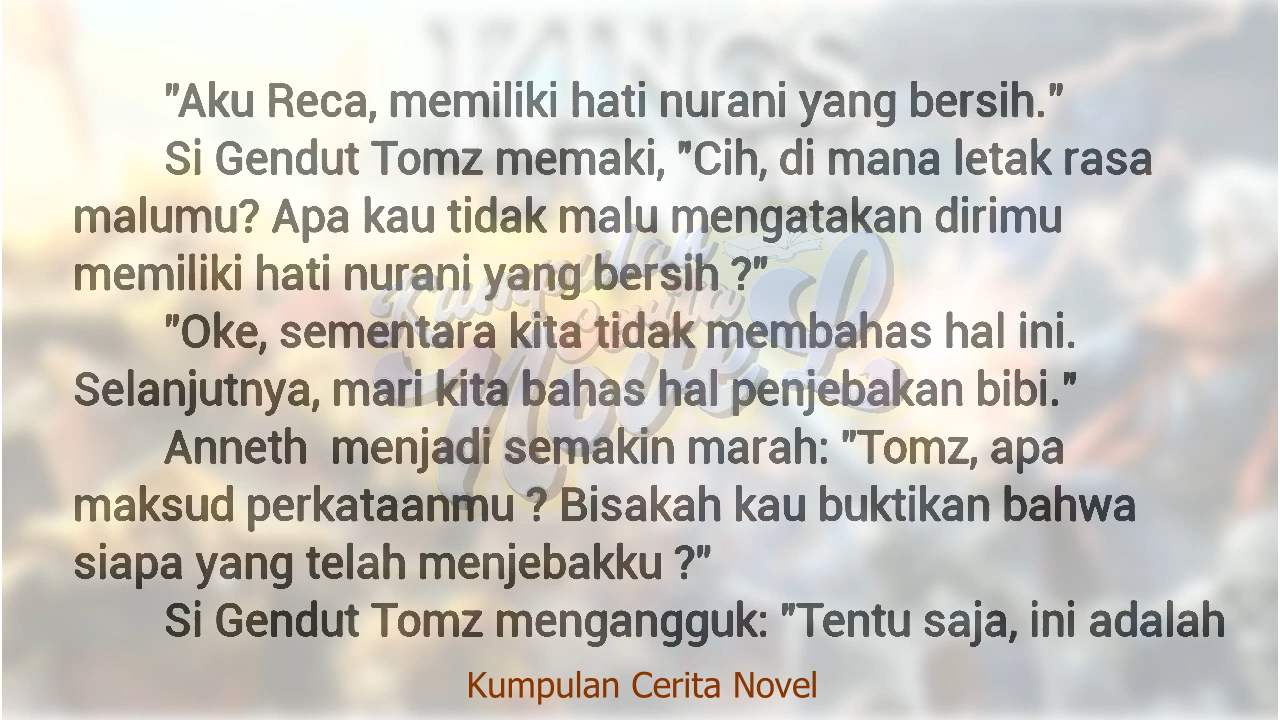 "Aku Reca, memiliki hati nurani yang bersih."
Si Gendut Tomz memaki, "Cih, di mana letak rasa
malumu? Apa kau tidak malu mengatakan dirimu
memiliki hati nurani yang bersih ?"
"Oke, sementara kita tidak membahas hal ini.
Selanjutnya, mari kita bahas hal penjebakan bibi."
Anneth  menjadi semakin marah: "Tomz, apa
maksud perkataanmu ? Bisakah kau buktikan bahwa
siapa yang telah menjebakku ?"
Si Gendut Tomz mengangguk: "Tentu saja, ini adalah
Kumpulan Cerita Novel
Kumpulan
Cerita
Novel